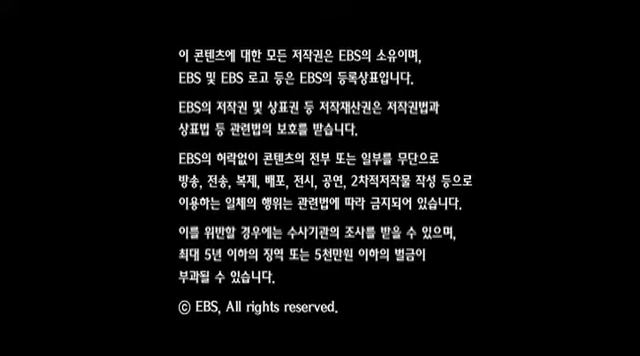 이 콘텐츠에 대한 모든 저작권은 EBS의 소유이며,
EBS 및 EBS 로고 등은 EBS의 등록상표입니다.
EBS의 저작권 및 상표권 등 저작재산권은 저작권법과
상표법 등 관련법의 보호를 받습니다.
EBS의 허락없이 콘텐츠의 전부 또는 일부를 무단으로
방송, 전송, 복제, 배포, 전시, 공연, 2차적저작물 작성 등으로
이용하는 일체의 행위는 관련법에 따라 금지되어 있습니다.
이를 위반할 경우에는 수사기관의 조사를 받을 수 있으며,
최대 5년 이하의 징역 또는 5천만원 이하의 벌금이
부과될 수 있습니다.
ⓒ EBS, All rights reserved.